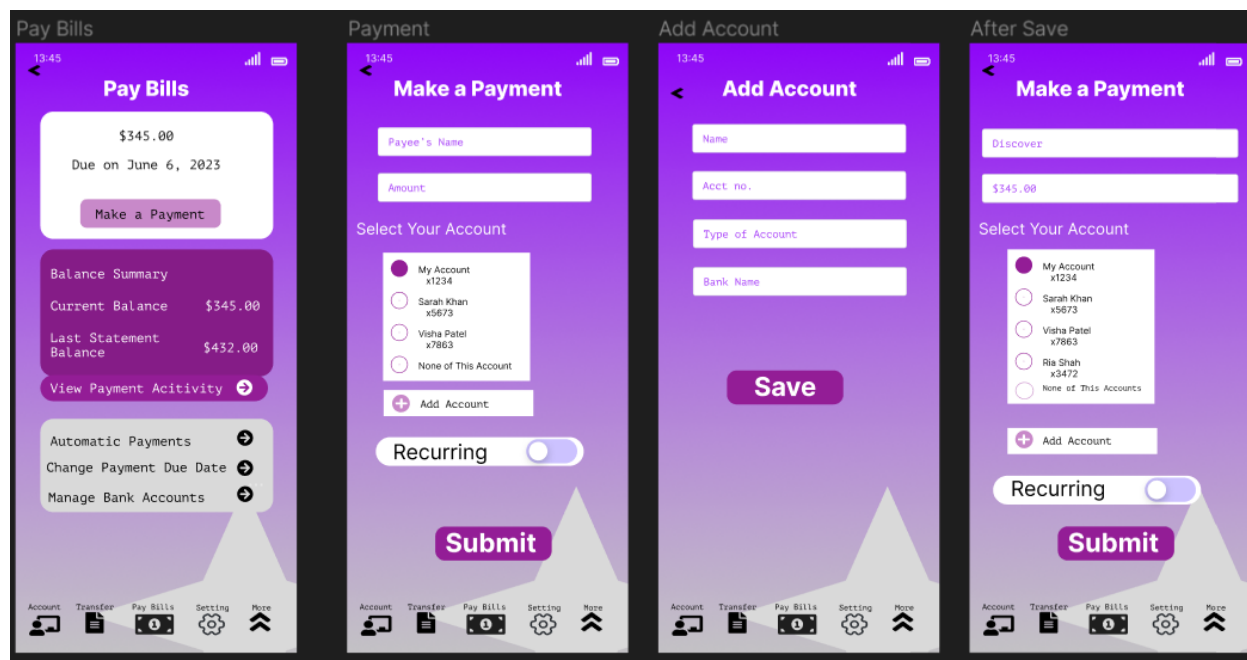 Pay Bills
13:45
Pay Bills
$345.00
Due on June 6, 2023
Make a Payment
Balance Summary
Current Balance $345.00
Last Statement
Balance $432.00
View Payment Acitivity
Automatic Payments
Change Payment Due Date
Manage Bank Accounts
Account Transfer Pay Bills Setting More
1
Payment
13:45
Make a Payment
Payee's Name
Amount
Select Your Account
My Account
x1234
Sarah Khan
x5673
Visha Patel
x7863
None of This Account
Add Account
Recurring
Submit
Account Transfer Pay Bills Setting More
1
Add Account
13:45
Add Account
Name
Acct no.
Type of Account
Bank Name
Save
Account Transfer Pay Bills Setting More
1
After Save
13:45
Make a Payment
Discover
$345.00
Select Your Account
My Account
x1234
Sarah Khan
x5673
Visha Patel
x7863
Ria Shah
x3472
None of This Accounts
Add Account
Recurring
Submit
Account Transfer Pay Bills Setting More
1